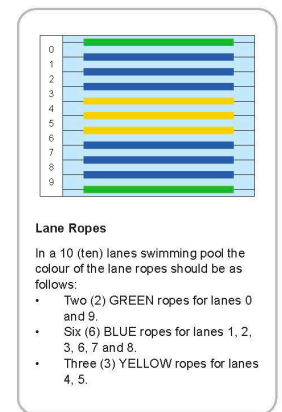 0
1
2
3
4
5
6
7
8
9
Lane Ropes
In a 10 (ten) lanes swimming pool the
colour of the lane ropes should be as
follows:
• Two (2) GREEN ropes for lanes 0
and 9.
• Six (6) BLUE ropes for lanes 1, 2,
3, 6, 7 and 8.
• Three (3) YELLOW ropes for lanes
4, 5.